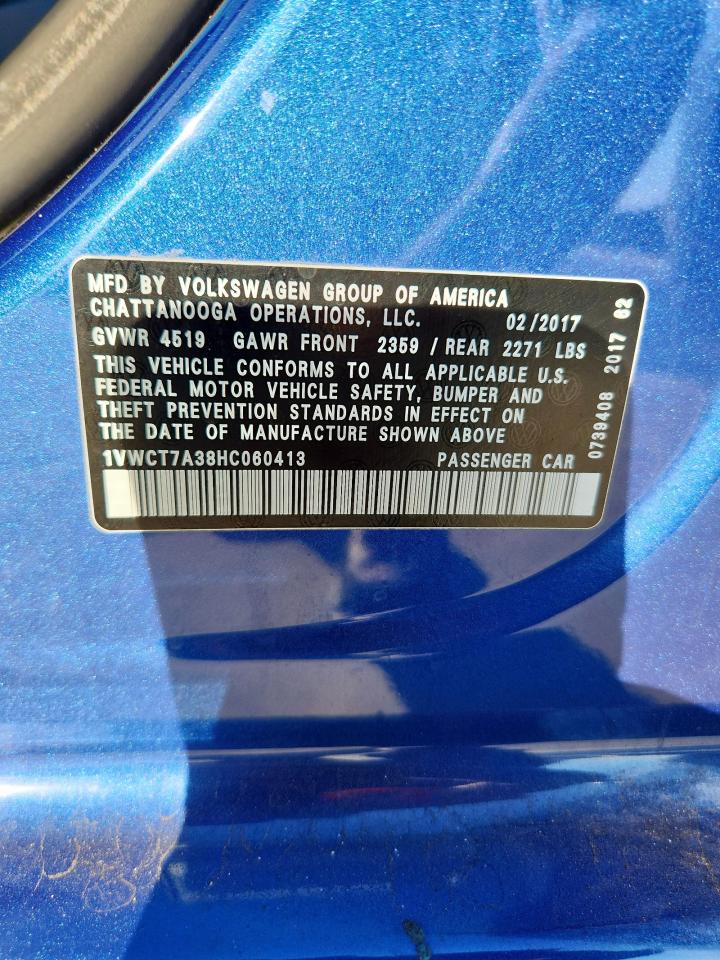 MFD BY VOLKSWAGEN GROUP OF AMERICA
CHATTANOOGA OPERATIONS, LLC. 02/2017
GVWR 4519 GAWR FRONT 2359 / REAR 2271 LBS
THIS VEHICLE CONFORMS TO ALL APPLICABLE U.S.
FEDERAL MOTOR VEHICLE SAFETY, BUMPER AND
THEFT PREVENTION STANDARDS IN EFFECT ON
THE DATE OF MANUFACTURE SHOWN ABOVE
1VWCT7A38HC060413 PASSENGER CAR
0739408 2017 62